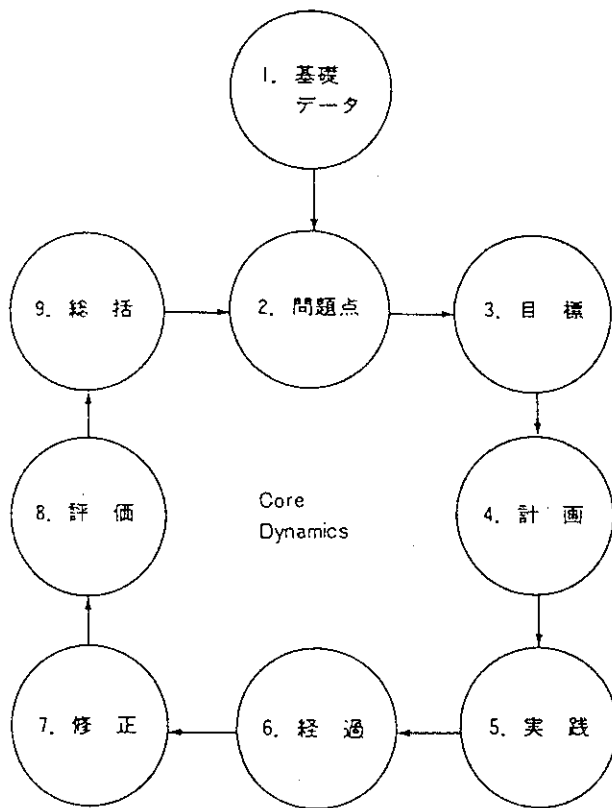 1. 基礎
データ
9. 総括
2. 問題点
3. 目標
8. 評価
Core
Dynamics
4. 計画
7. 修正
6. 経過
5. 実践